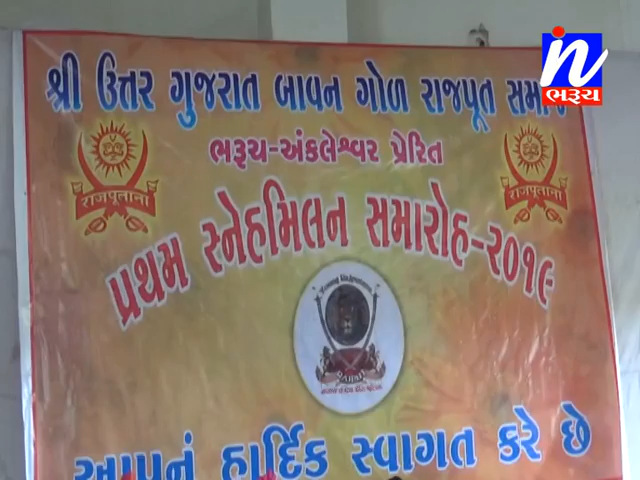 શ્રી ઉત્તર ગુજરાત બાવન ગોળ રાજપૂત સમાજ
ભરૂચ
ભરૂચ-અંકલેશ્વર પ્રેરિત
રાજપૂતાના
રાજપૂતાના
પ્રથમ સ્નેહમિલન સમારોહ-૨૦૧૯
આપનું હાર્દિક સ્વાગત કરે છે